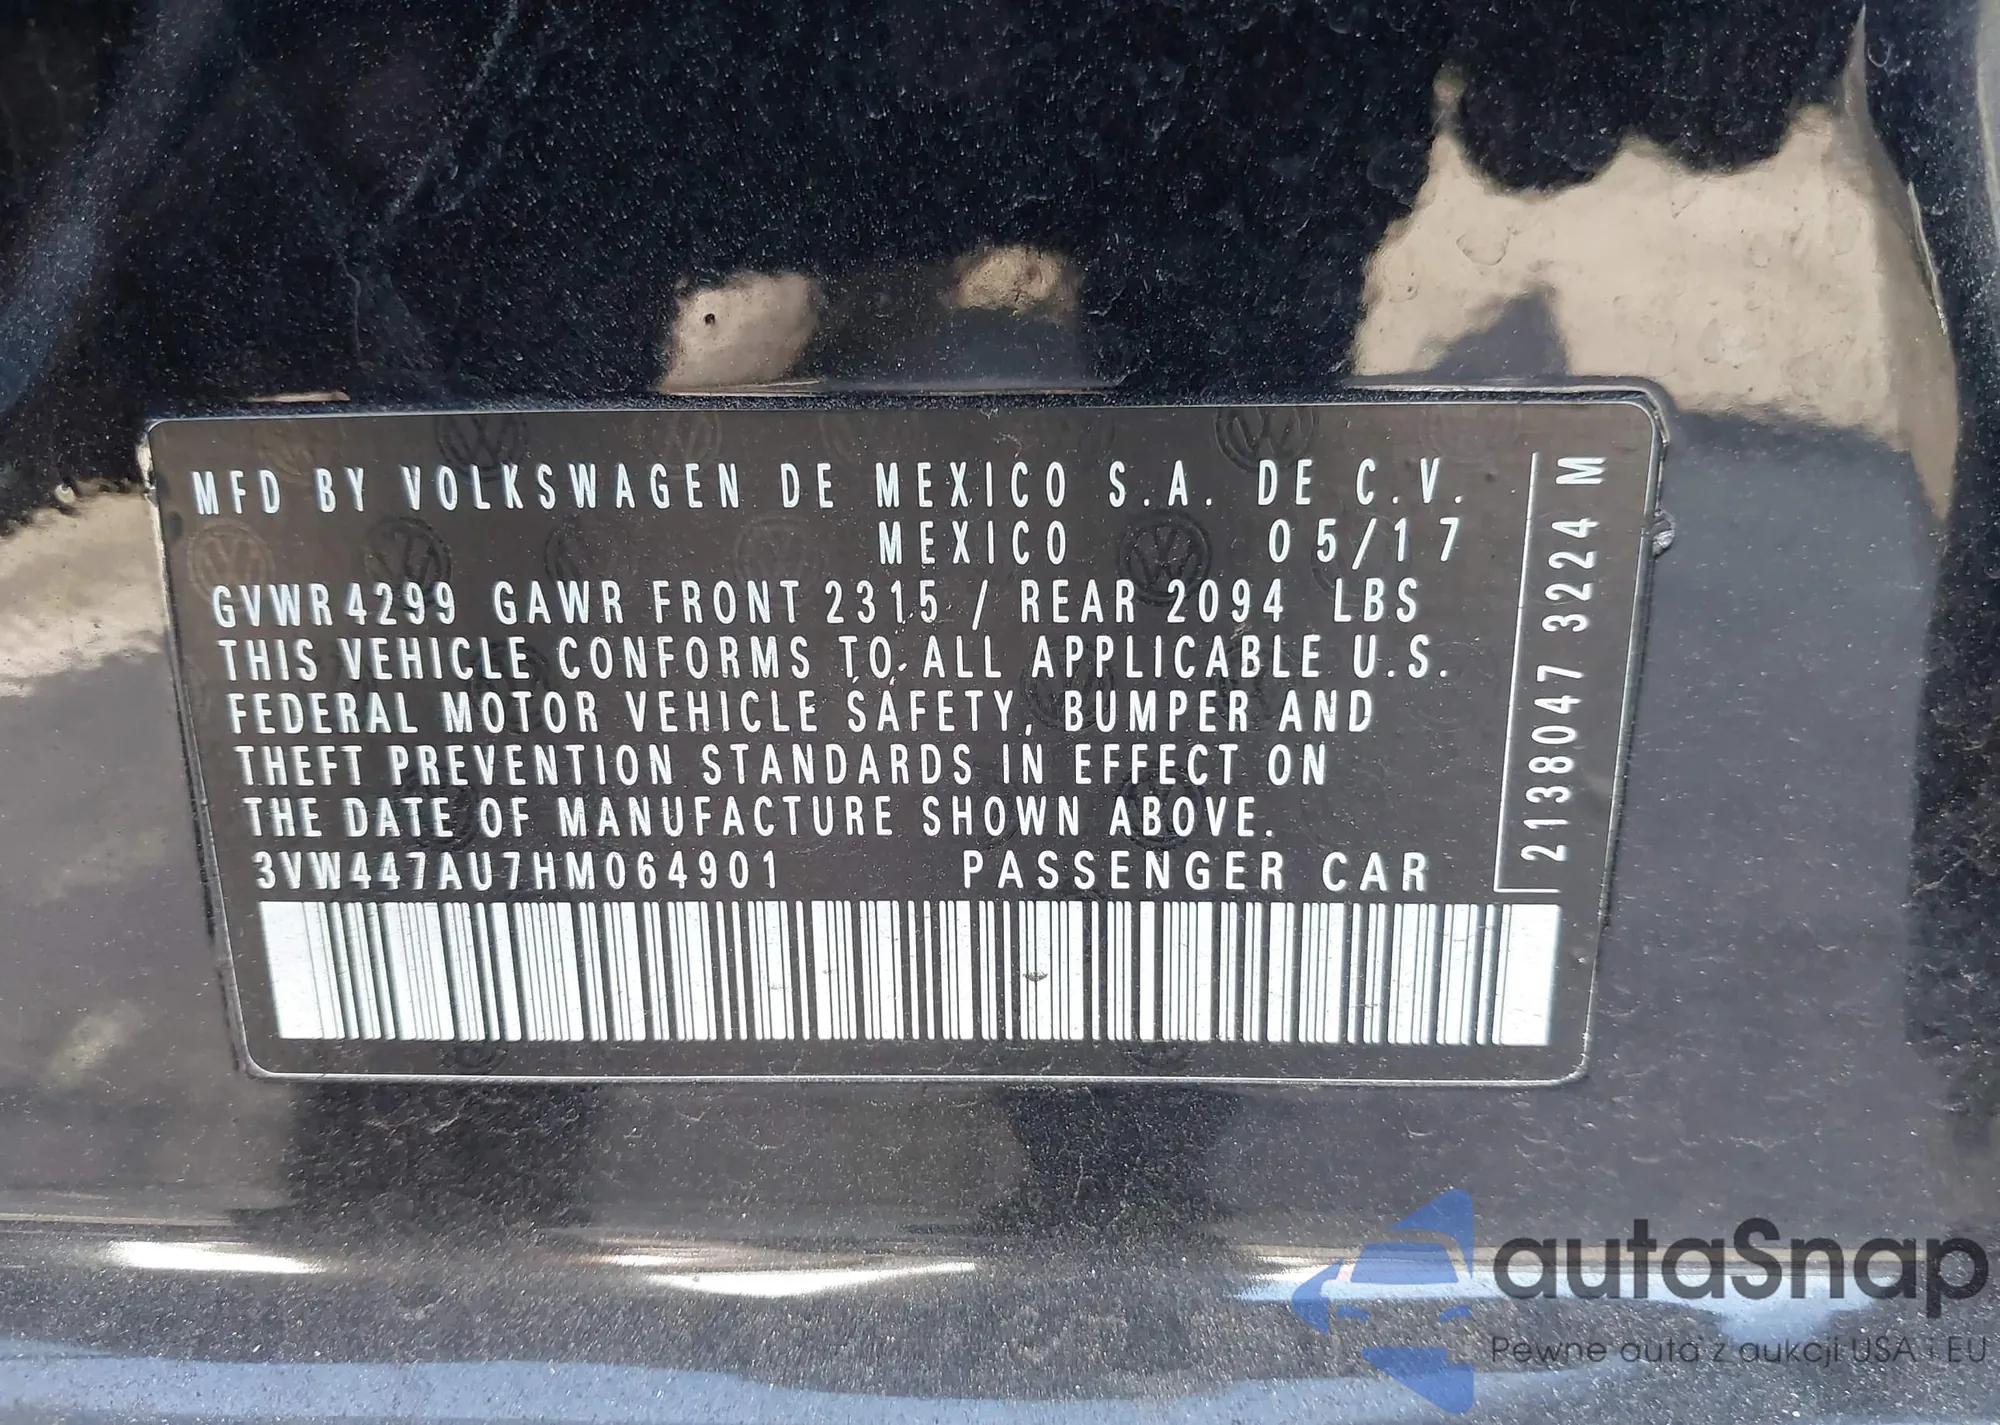 MFD BY VOLKSWAGEN DE MEXICO S.A. DE C.V.
MEXICO 05/17
GVWR 4299 GAWR FRONT 2315 / REAR 2094 LBS
THIS VEHICLE CONFORMS TO ALL APPLICABLE U.S.
FEDERAL MOTOR VEHICLE SAFETY, BUMPER AND
THEFT PREVENTION STANDARDS IN EFFECT ON
THE DATE OF MANUFACTURE SHOWN ABOVE.
3VW447AU7HM064901 PASSENGER CAR
2138047 3224 M
autaSnap
Pewne auta z aukcji USA i EU